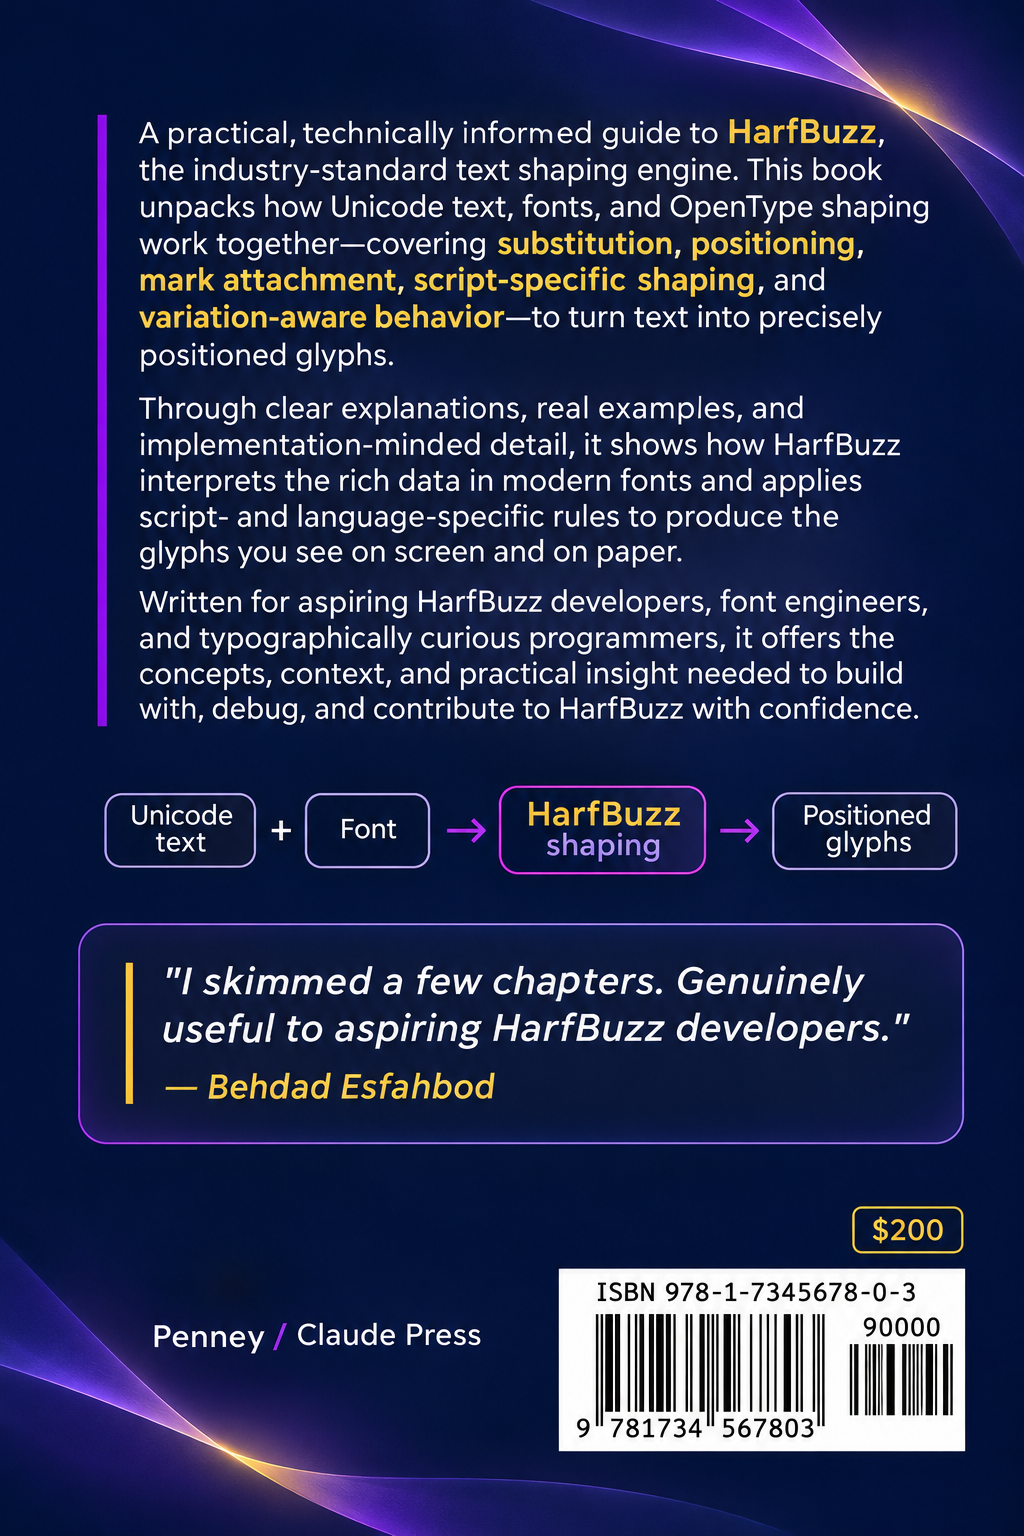 A practical, technically informed guide to HarfBuzz,
the industry-standard text shaping engine. This book
unpacks how Unicode text, fonts, and OpenType shaping
work together—covering substitution, positioning,
mark attachment, script-specific shaping, and
variation-aware behavior—to turn text into precisely
positioned glyphs.
Through clear explanations, real examples, and
implementation-minded detail, it shows how HarfBuzz
interprets the rich data in modern fonts and applies
script- and language-specific rules to produce the
glyphs you see on screen and on paper.
Written for aspiring HarfBuzz developers, font engineers,
and typographically curious programmers, it offers the
concepts, context, and practical insight needed to build
with, debug, and contribute to HarfBuzz with confidence.
Unicode
text
+
Font
→
HarfBuzz
shaping
→
Positioned
glyphs
"I skimmed a few chapters. Genuinely
useful to aspiring HarfBuzz developers."
— Behdad Esfahbod
$200
Penney / Claude Press
ISBN 978-1-7345678-0-3
90000
9 781734 567803